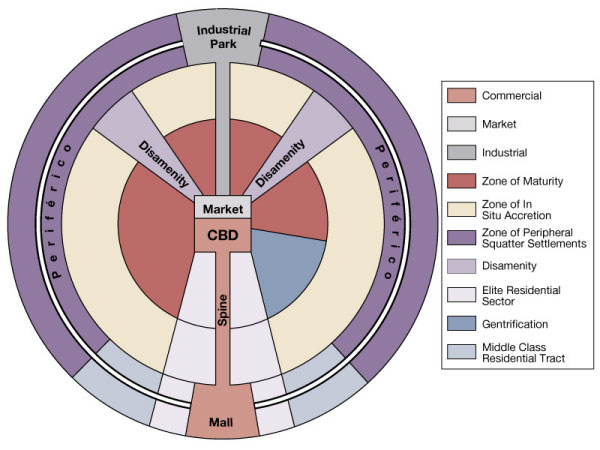 Industrial
Park
Disamenity
Disamenity
Periférico
Periférico
Market
CBD
Spine
Mall
Commercial
Market
Industrial
Zone of Maturity
Zone of In
Situ Accretion
Zone of Peripheral
Squatter Settlements
Disamenity
Elite Residential
Sector
Gentrification
Middle Class
Residential Tract